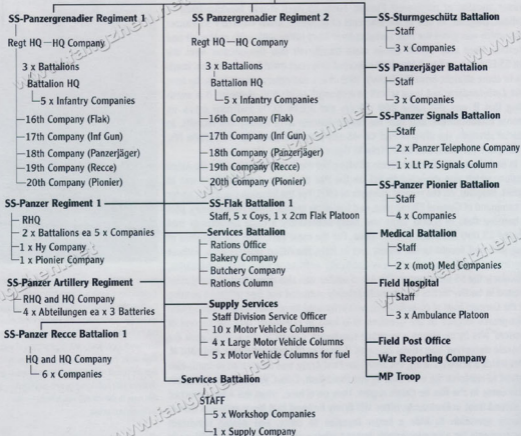 SS-Panzergrenadier Regiment 1
Regt HQ—HQ Company
3 x Battalions
Battalion HQ
5 x Infantry Companies
16th Company (Flak)
17th Company (Inf Gun)
18th Company (Panzerjäger)
19th Company (Recce)
20th Company (Pionier)
SS-Panzer Regiment 1
RHQ
2 x Battalions ea 5 x Companies
1 x Hy Company
1 x Pionier Company
SS-Panzer Artillery Regiment
RHQ and HQ Company
4 x Abteilungen ea x 3 Batteries
SS-Panzer Recce Battalion 1
HQ and HQ Company
6 x Companies
SS Panzergrenadier Regiment 2
Regt HQ—HQ Company
3 x Battalions
Battalion HQ
5 x Infantry Companies
16th Company (Flak)
17th Company (Inf Gun)
18th Company (Panzerjäger)
19th Company (Recce)
20th Company (Pionier)
SS-Flak Battalion 1
Staff, 5 x Coys, 1 x 2cm Flak Platoon
Services Battalion
Rations Office
Bakery Company
Butchery Company
Rations Column
Supply Services
Staff Division Service Officer
10 x Motor Vehicle Columns
4 x Large Motor Vehicle Columns
5 x Motor Vehicle Columns for fuel
Services Battalion
STAFF
5 x Workshop Companies
1 x Supply Company
SS-Sturmgeschütz Battalion
Staff
3 x Companies
SS Panzerjäger Battalion
Staff
3 x Companies
SS-Panzer Signals Battalion
Staff
2 x Panzer Telephone Company
1 x Lt Pz Signals Column
SS-Panzer Pionier Battalion
Staff
4 x Companies
Medical Battalion
Staff
2 x (mot) Med Companies
Field Hospital
Staff
3 x Ambulance Platoon
Field Post Office
War Reporting Company
MP Troop
www.fangzhen.net